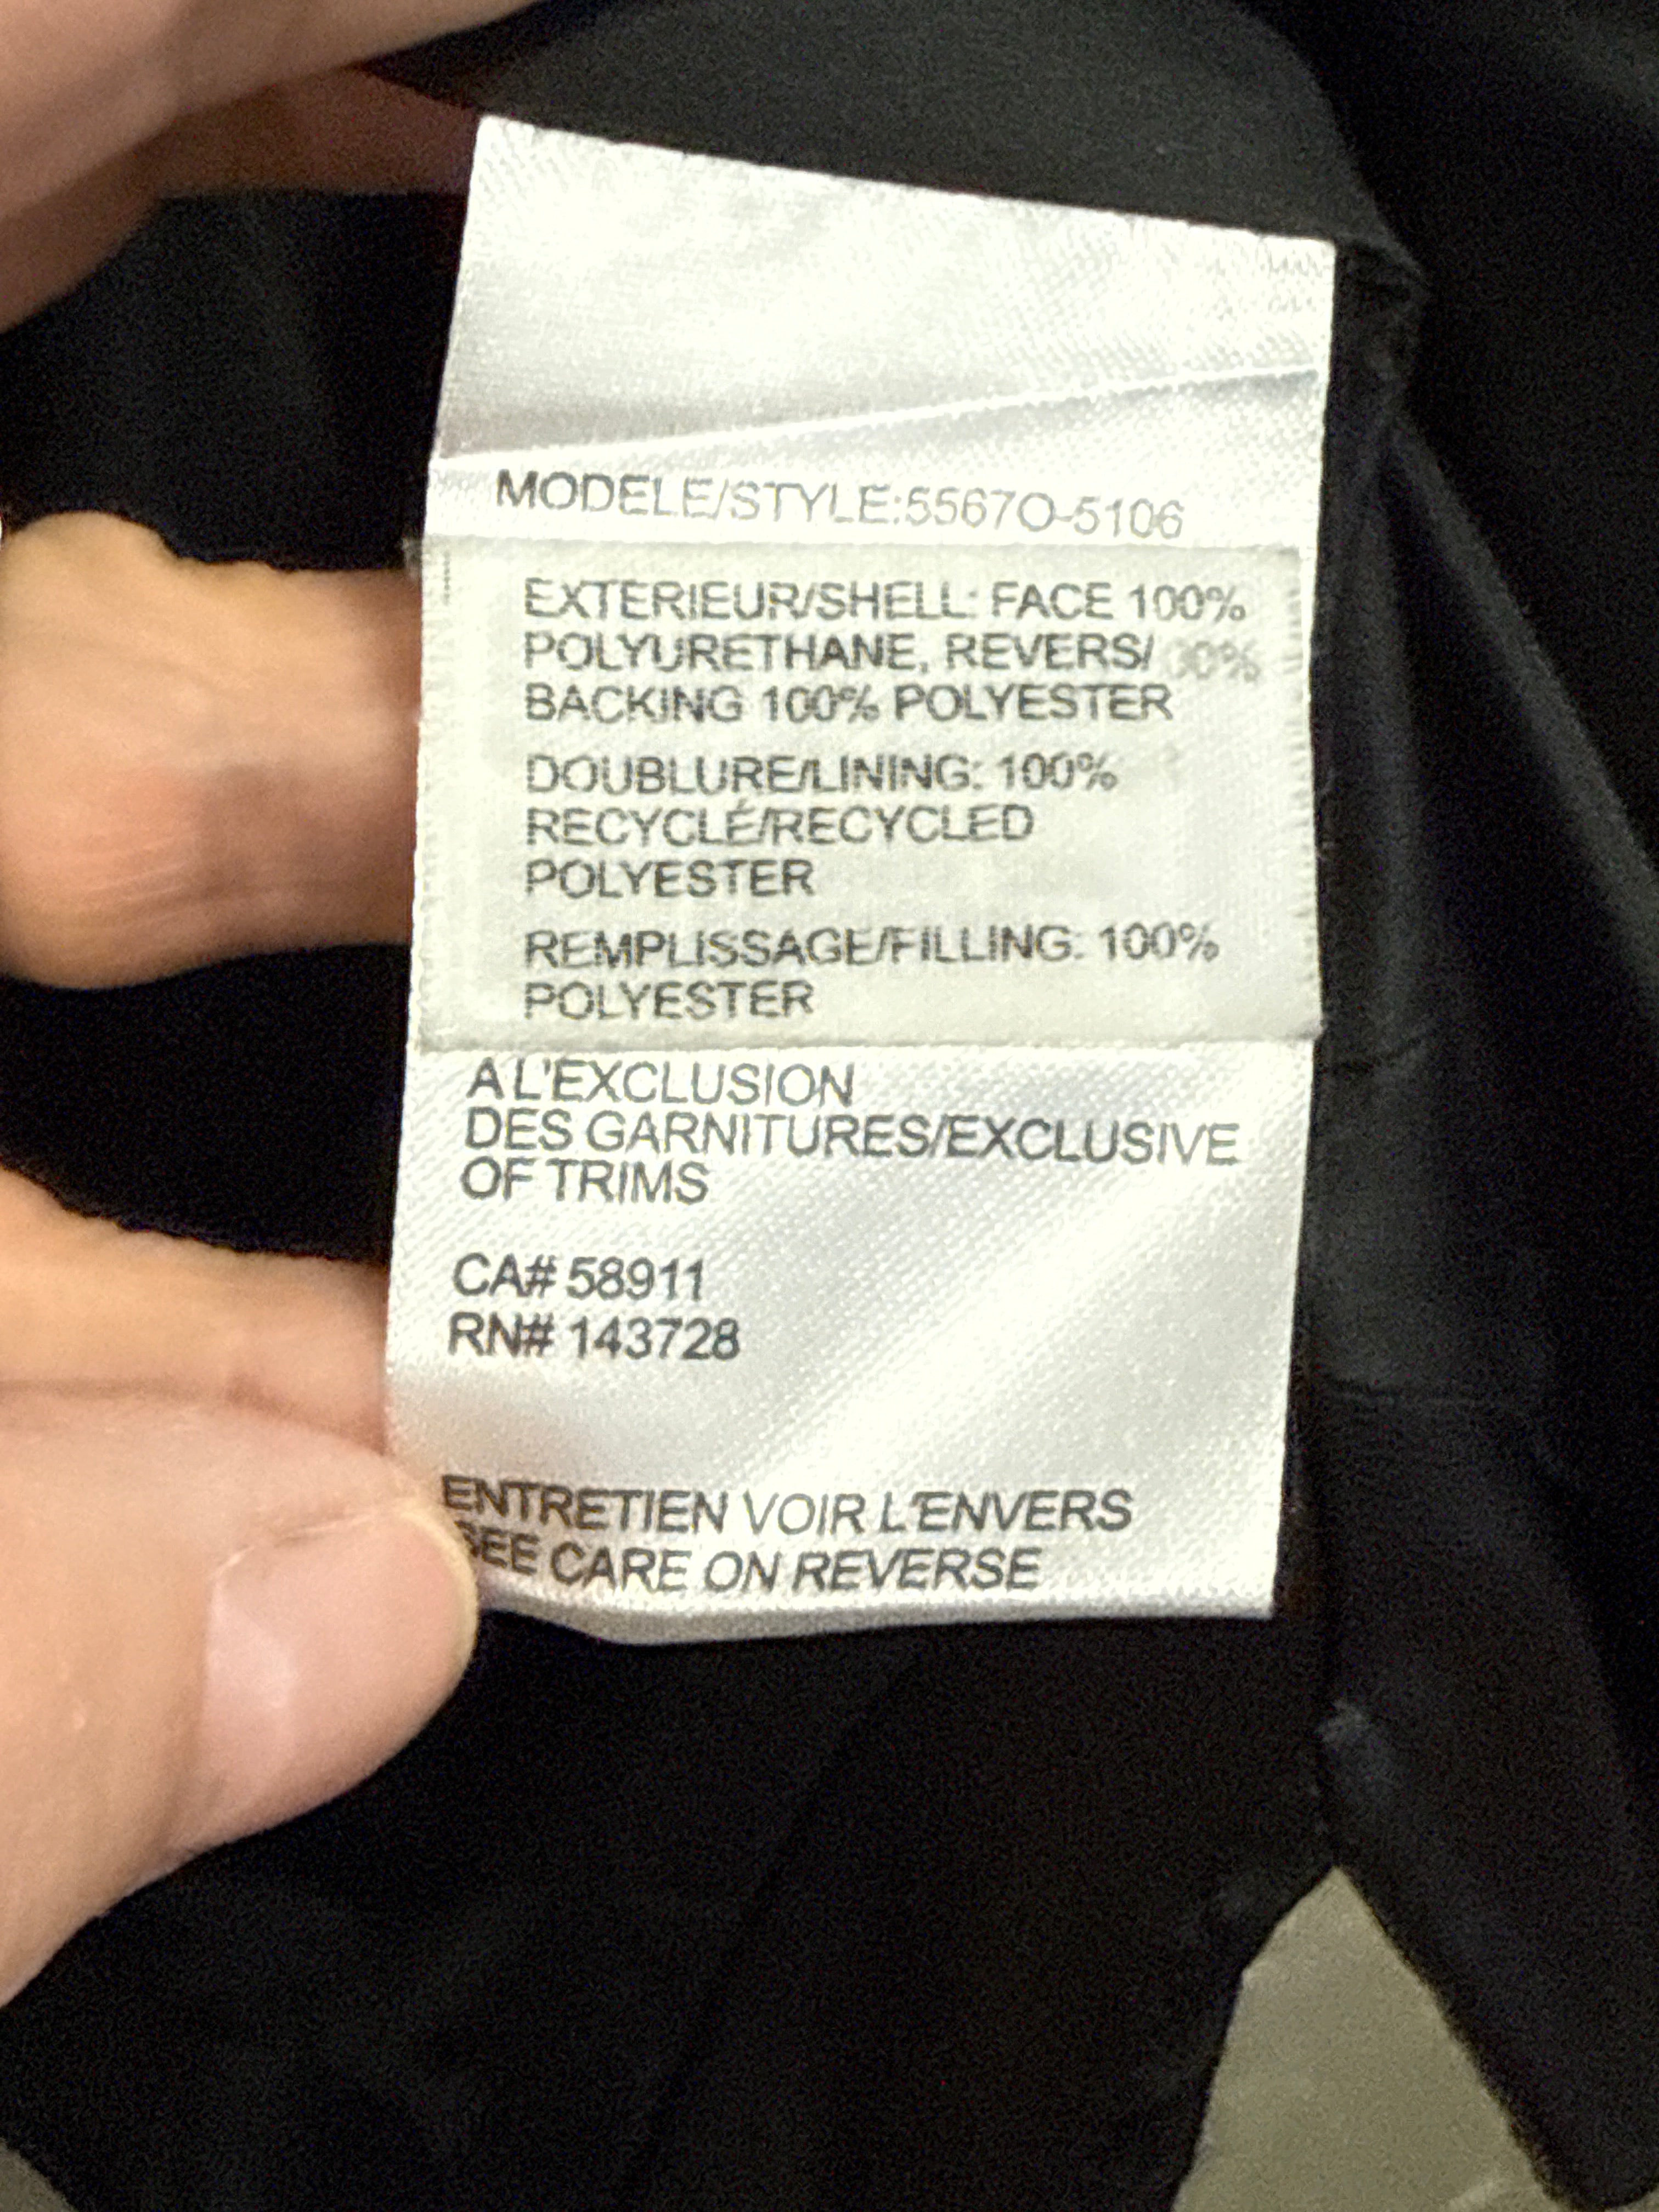 MODELE/STYLE:5567O-5106
EXTERIEUR/SHELL: FACE 100%
POLYURETHANE, REVERS/
BACKING 100% POLYESTER
DOUBLURE/LINING: 100%
RECYCLÉ/RECYCLED
POLYESTER
REMPLISSAGE/FILLING: 100%
POLYESTER
A L'EXCLUSION
DES GARNITURES/EXCLUSIVE
OF TRIMS
CA# 58911
RN# 143728
ENTRETIEN VOIR L'ENVERS
SEE CARE ON REVERSE